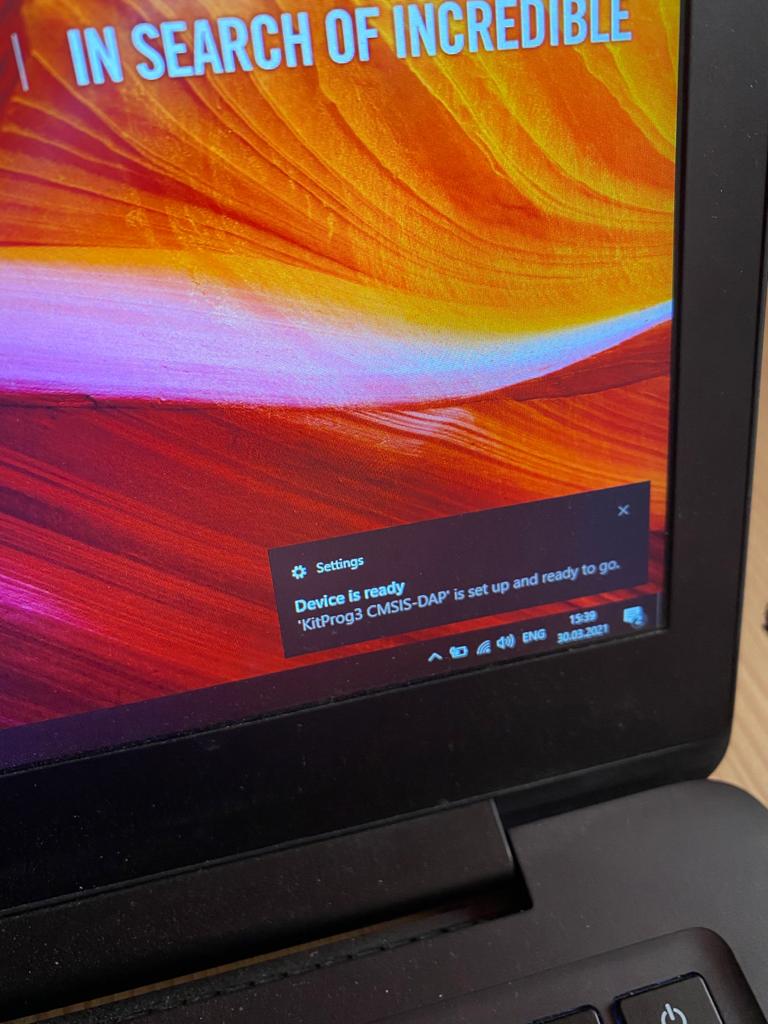 IN SEARCH OF INCREDIBLE
Settings
Device is ready
'KitProg3 CMSIS-DAP' is set up and ready to go.
ENG
15:39
30.03.2021